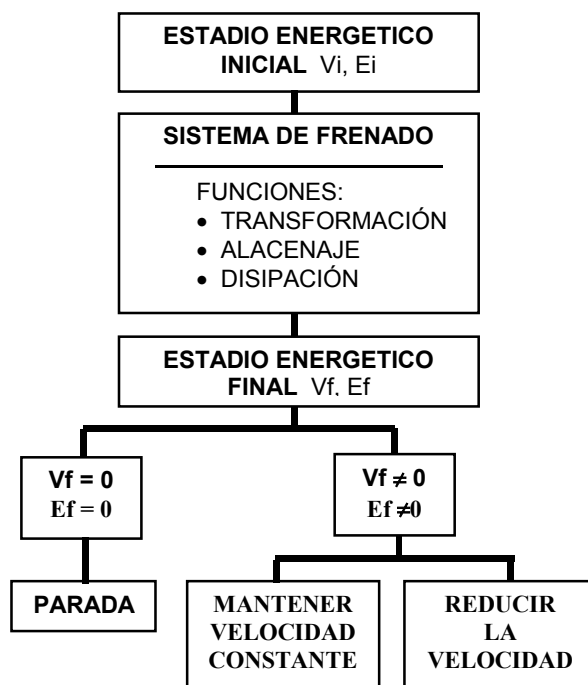 ESTADIO ENERGETICO
INICIAL Vi, Ei
SISTEMA DE FRENADO
FUNCIONES:
• TRANSFORMACIÓN
• ALACENAJE
• DISIPACIÓN
ESTADIO ENERGETICO
FINAL Vf, Ef
Vf = 0
Ef = 0
Vf ≠ 0
Ef ≠0
PARADA
MANTENER
VELOCIDAD
CONSTANTE
REDUCIR
LA
VELOCIDAD